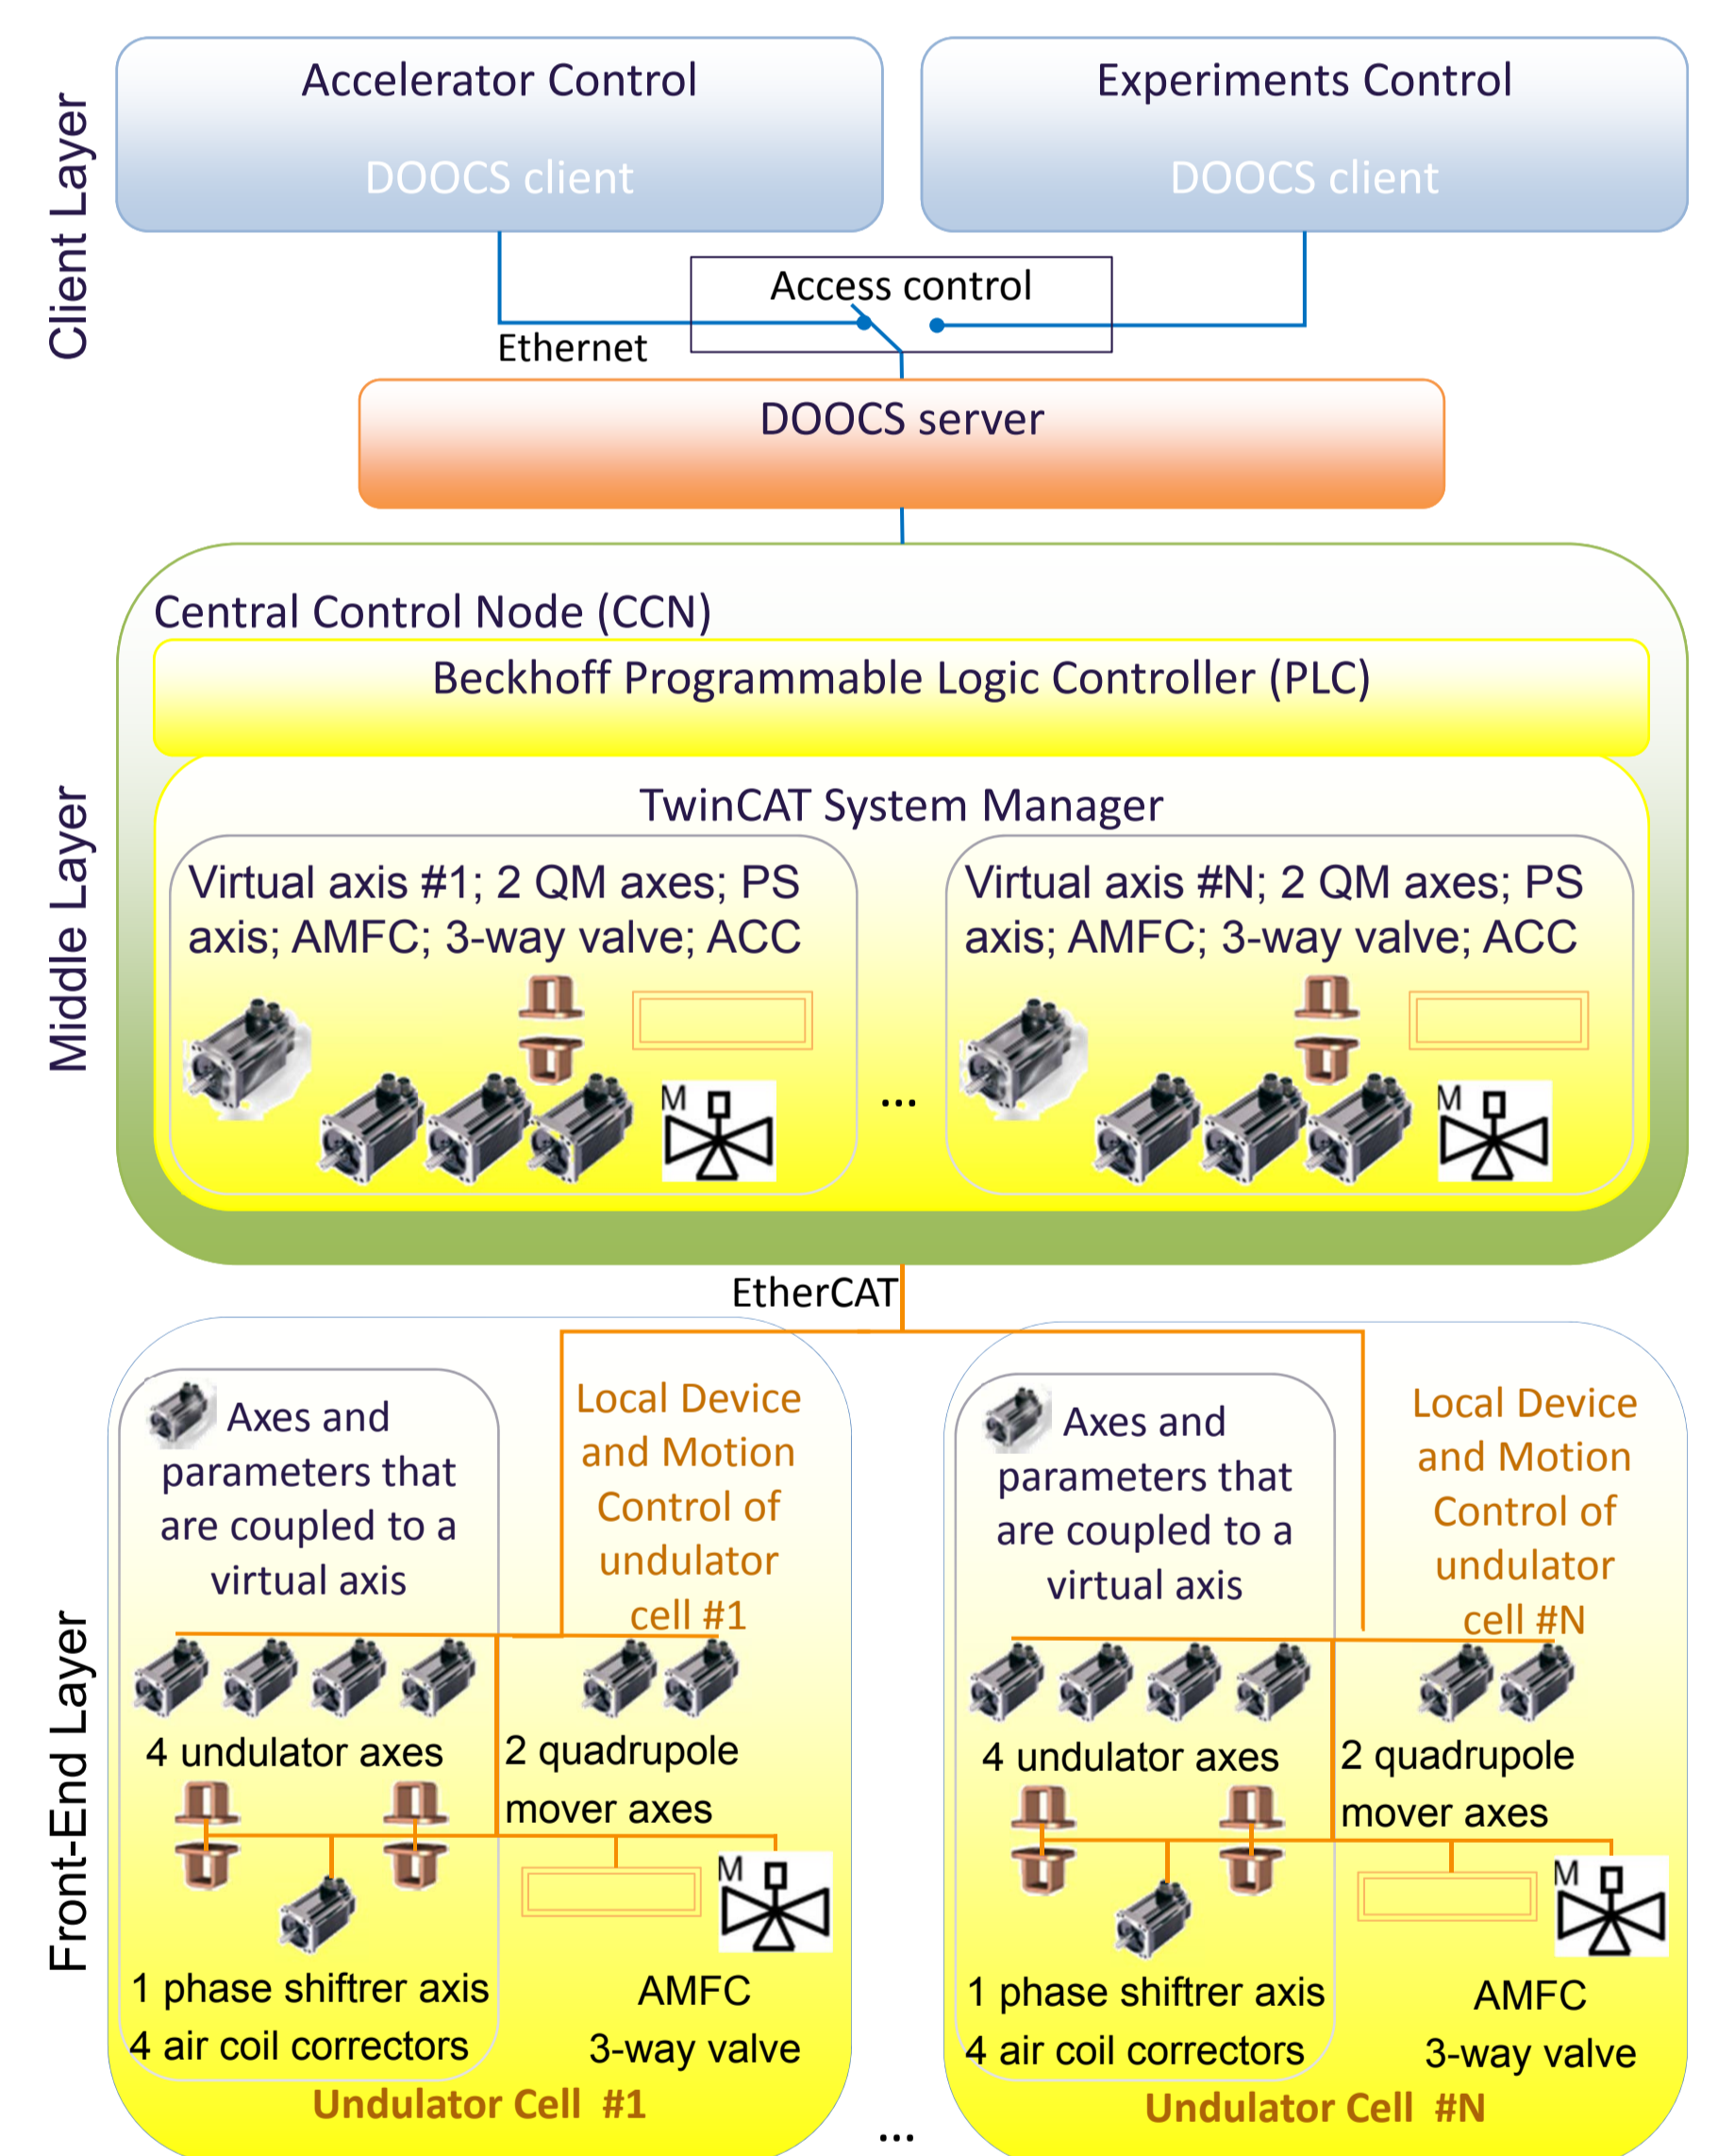 Client Layer
Accelerator Control
DOOCS client
Experiments Control
DOOCS client
Access control
Ethernet
DOOCS server
Middle Layer
Central Control Node (CCN)
Beckhoff Programmable Logic Controller (PLC)
TwinCAT System Manager
Virtual axis #1; 2 QM axes; PS
axis; AMFC; 3-way valve; ACC
M
...
Virtual axis #N; 2 QM axes; PS
axis; AMFC; 3-way valve; ACC
M
EtherCAT
Front-End Layer
Axes and
parameters that
are coupled to a
virtual axis
Local Device
and Motion
Control of
undulator
cell #1
4 undulator axes
2 quadrupole
mover axes
M
1 phase shiftrer axis
4 air coil correctors
AMFC
3-way valve
Undulator Cell #1
...
Axes and
parameters that
are coupled to a
virtual axis
Local Device
and Motion
Control of
undulator
cell #N
4 undulator axes
2 quadrupole
mover axes
M
1 phase shiftrer axis
4 air coil correctors
AMFC
3-way valve
Undulator Cell #N